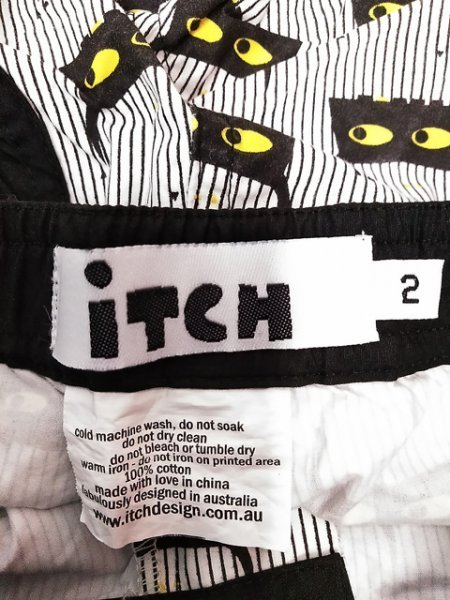 itch
2
cold machine wash, do not soak
do not dry clean
do not bleach or tumble dry
warm iron - do not iron on printed area
100% cotton
made with love in china
fabulously designed in australia
www.itchdesign.com.au